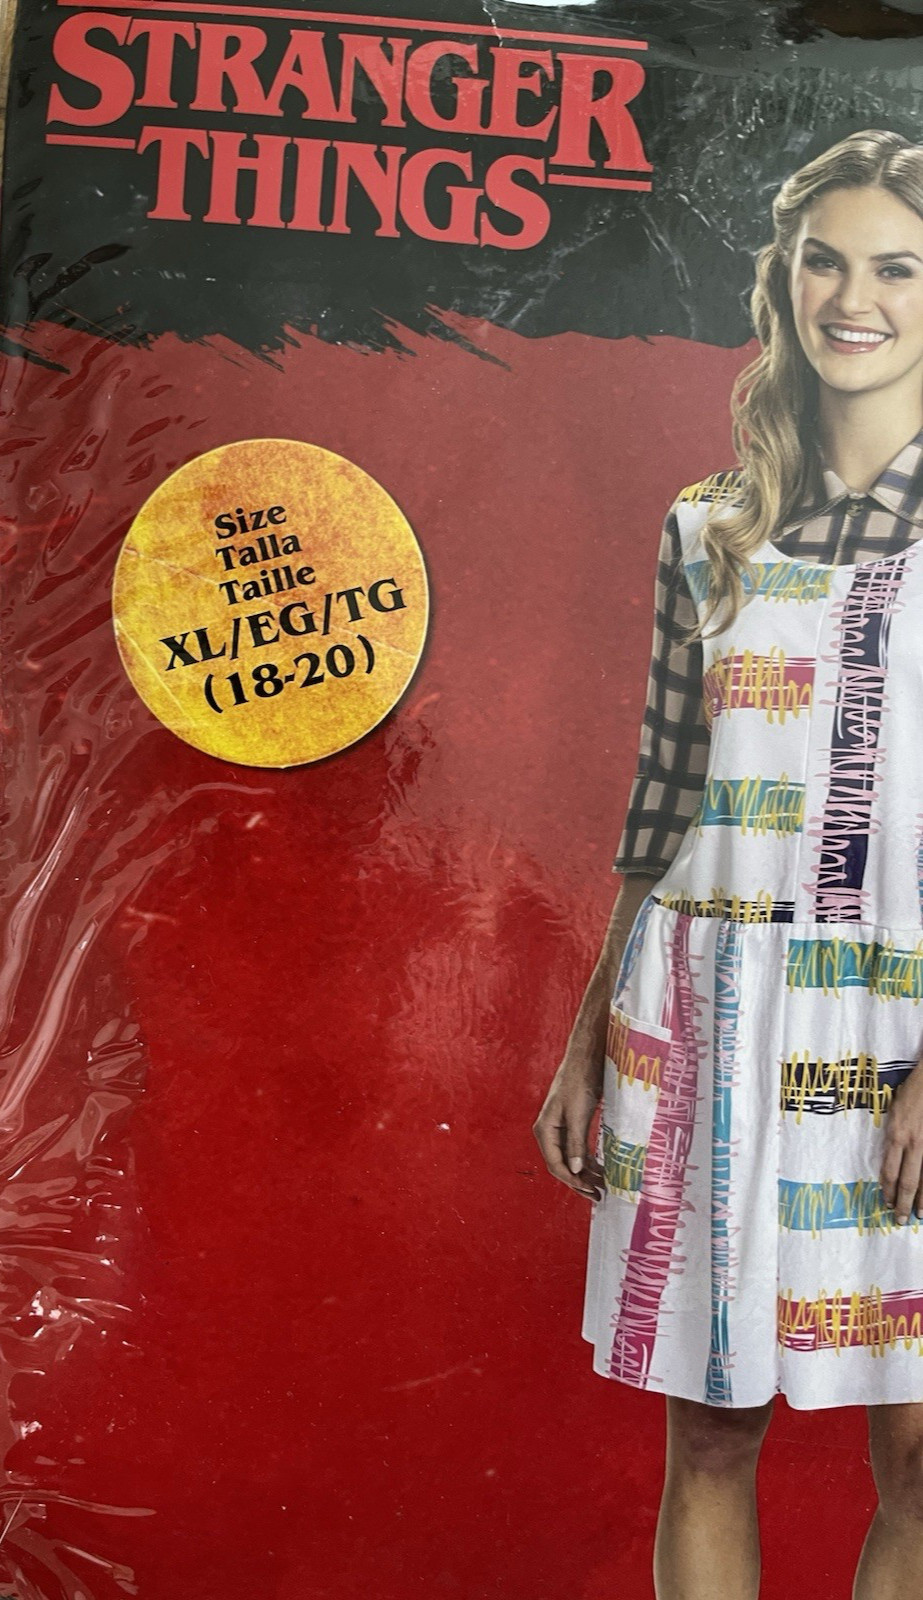 STRANGER
THINGS
Size
Talla
Taille
XL/EG/TG
(18-20)